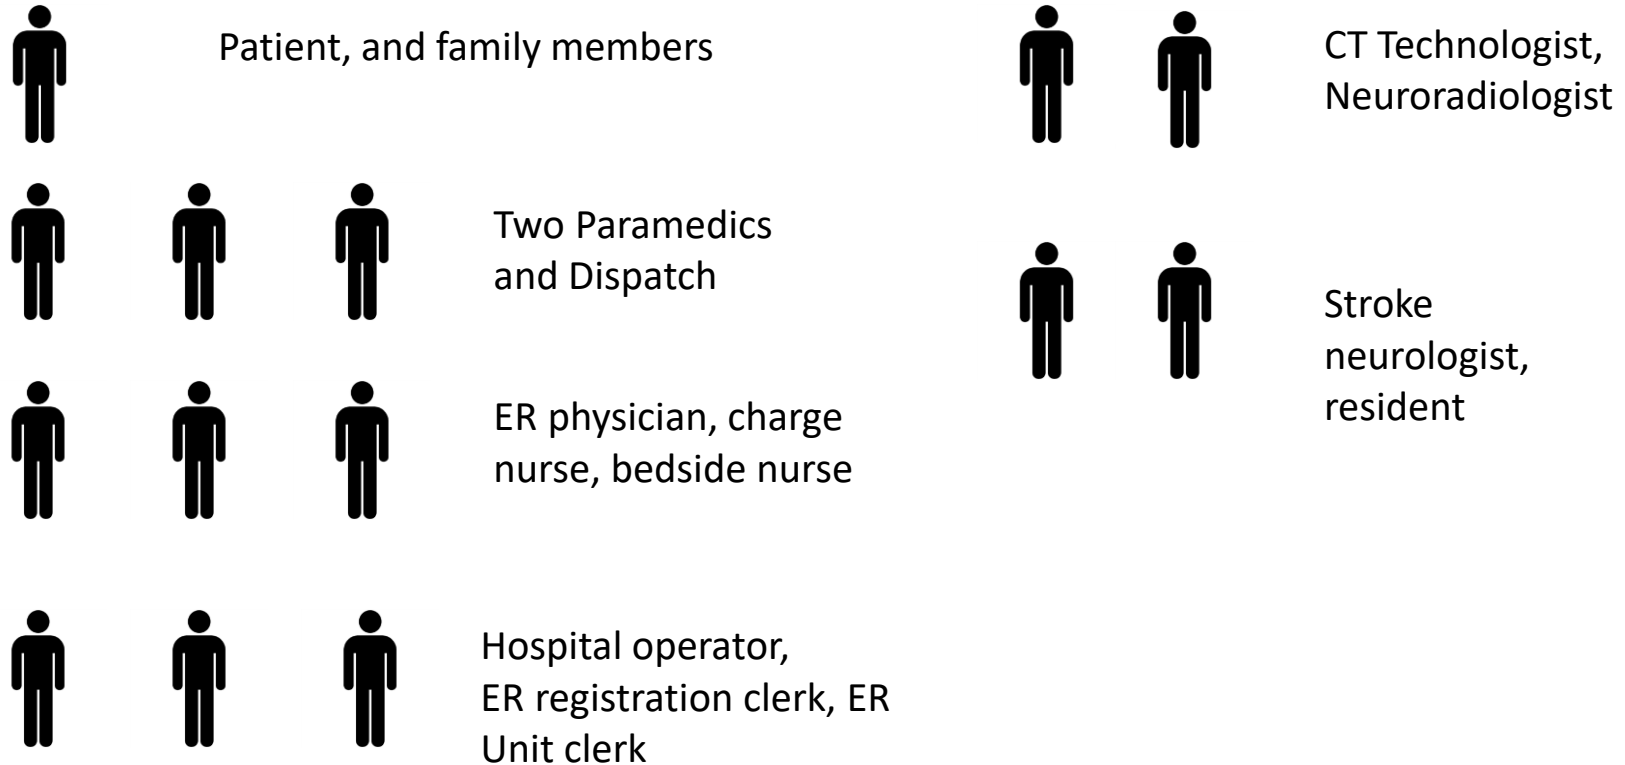 Patient, and family members
Two Paramedics
and Dispatch
ER physician, charge
nurse, bedside nurse
Hospital operator,
ER registration clerk, ER
Unit clerk
CT Technologist,
Neuroradiologist
Stroke
neurologist,
resident